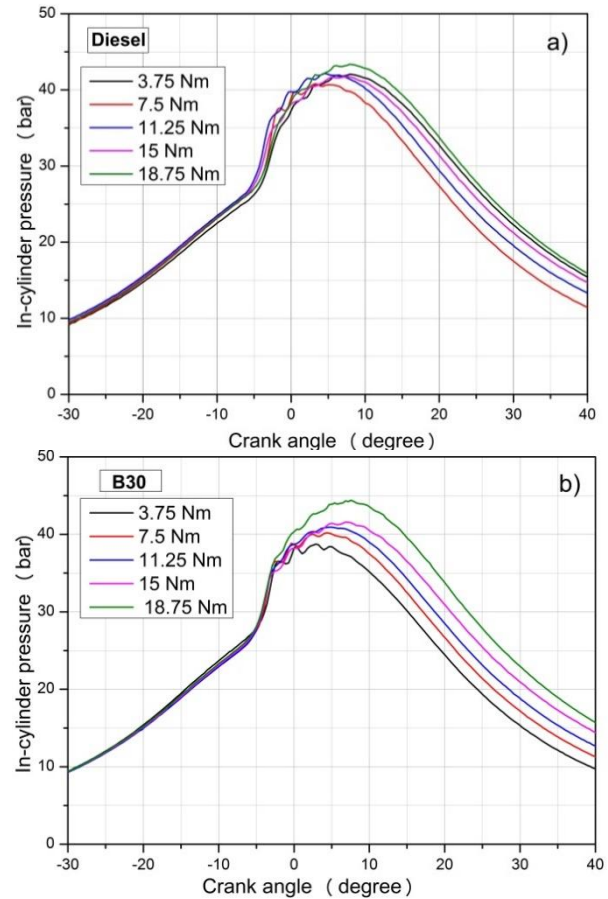 Diesel
a)
3.75 Nm
7.5 Nm
11.25 Nm
15 Nm
18.75 Nm
In-cylinder pressure (bar)
50
40
30
20
10
0
-30 -20 -10 0 10 20 30 40
Crank angle (degree)
B30
b)
3.75 Nm
7.5 Nm
11.25 Nm
15 Nm
18.75 Nm
In-cylinder pressure (bar)
50
40
30
20
10
0
-30 -20 -10 0 10 20 30 40
Crank angle (degree)